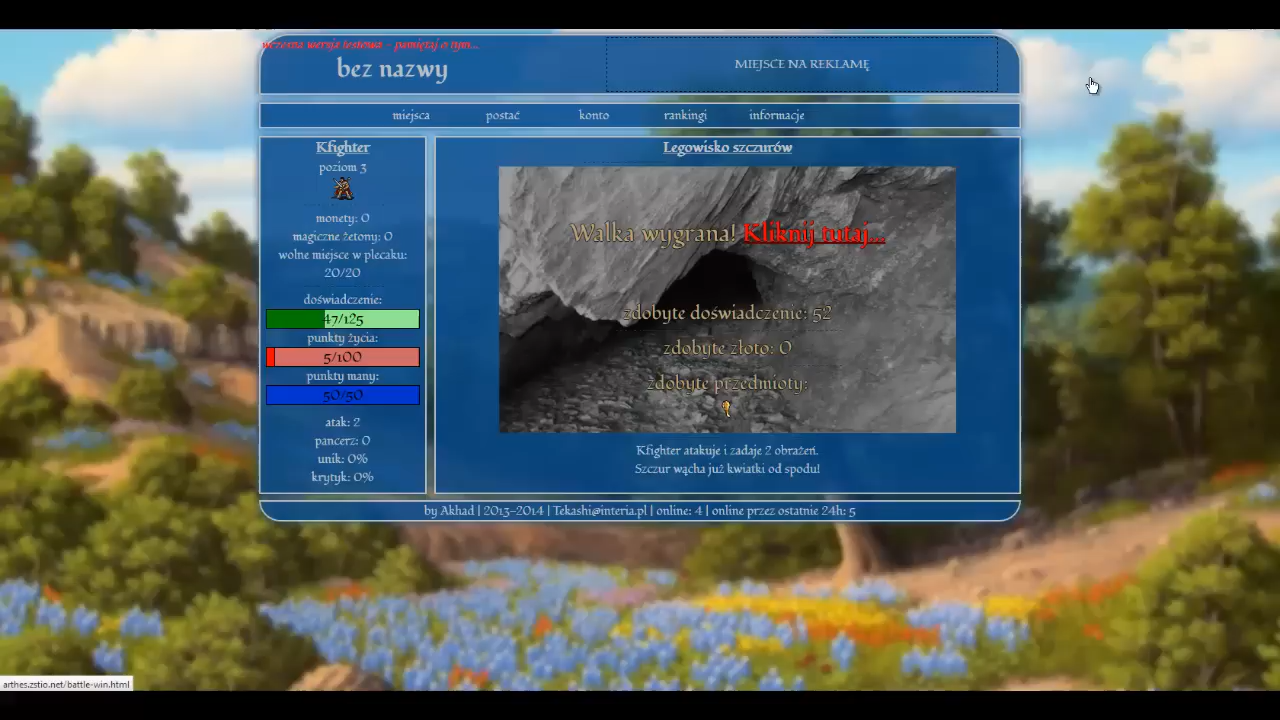 wczesna wersja testowa - pamiętaj o tym...
bez nazwy
MIEJSCE NA REKLAMĘ
miejsca postać konto rankingi informacje
Kfighter
poziom 3
monety: 0
magiczne żetony: 0
wolne miejsce w plecaku:
20/20
doświadczenie:
47/125
punkty życia:
5/100
punkty many:
50/50
atak: 2
pancerz: 0
unik: 0%
krytyk: 0%
Legowisko szczurów
Walka wygrana! Kliknij tutaj...
zdobyte doświadczenie: 52
zdobyte złoto: 0
zdobyte przedmioty:
Kfighter atakuje i zadaje 2 obrażeń.
Szczur wącha już kwiatki od spodu!
by Akhad | 2013-2014 | Tekashi@interia.pl | online: 4 | online przez ostatnie 24h: 5
arthes.zstio.net/battle-win.html